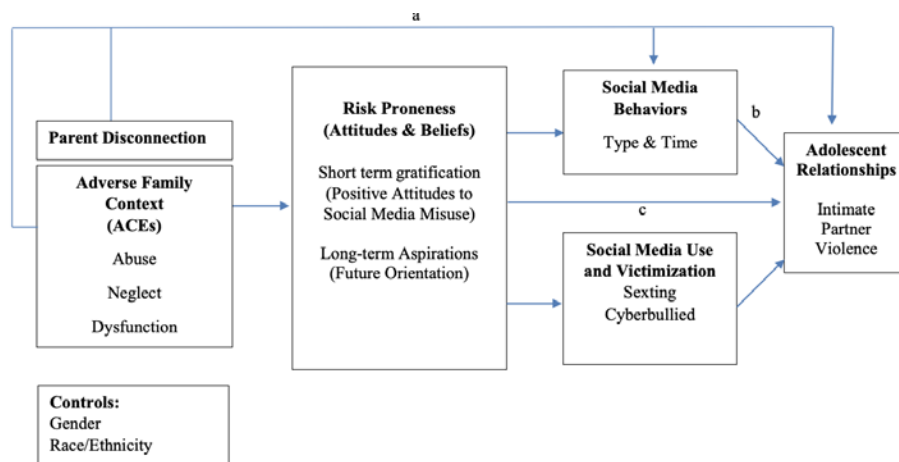 a
Parent Disconnection
Adverse Family
Context
(ACEs)
Abuse
Neglect
Dysfunction
Controls:
Gender
Race/Ethnicity
Risk Proneness
(Attitudes & Beliefs)
Short term gratification
(Positive Attitudes to
Social Media Misuse)
Long-term Aspirations
(Future Orientation)
Social Media
Behaviors
Type & Time
b
c
Social Media Use
and Victimization
Sexting
Cyberbullied
Adolescent
Relationships
Intimate
Partner
Violence